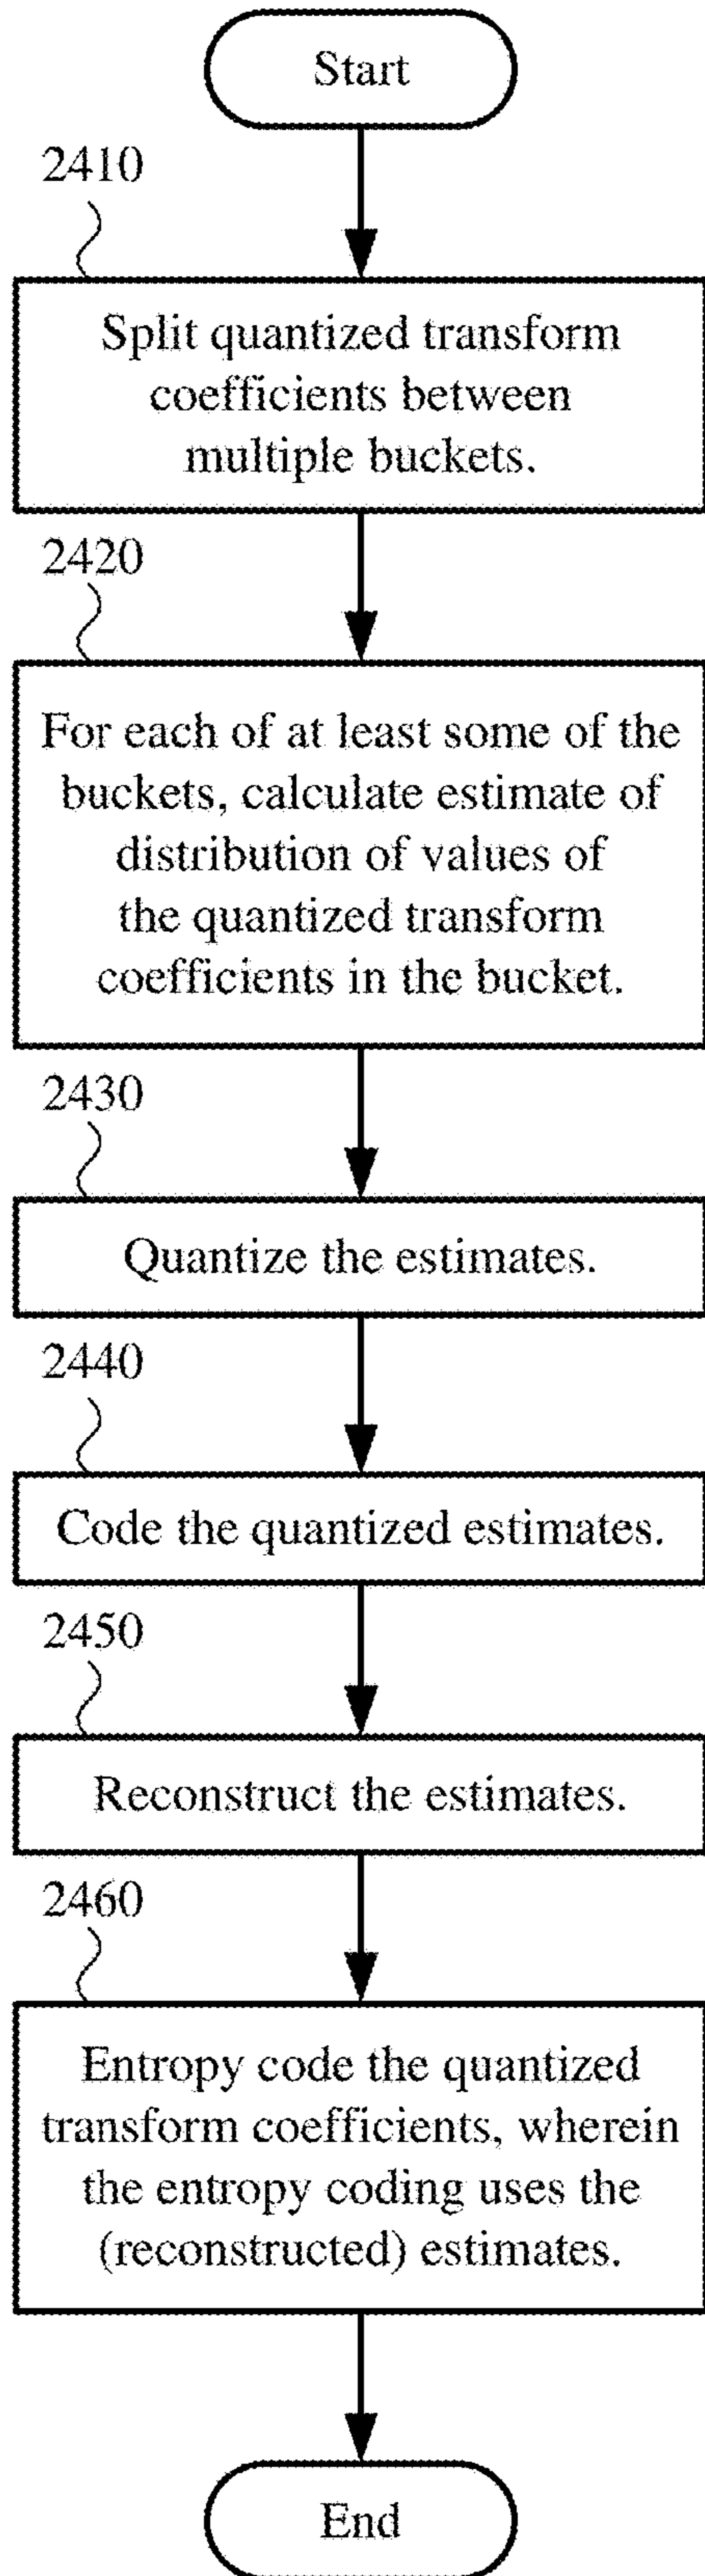 Start
2410
Split quantized transform
coefficients between
multiple buckets.
2420
For each of at least some of the
buckets, calculate estimate of
distribution of values of
the quantized transform
coefficients in the bucket.
2430
Quantize the estimates.
2440
Code the quantized estimates.
2450
Reconstruct the estimates.
2460
Entropy code the quantized
transform coefficients, wherein
the entropy coding uses the
(reconstructed) estimates.
End